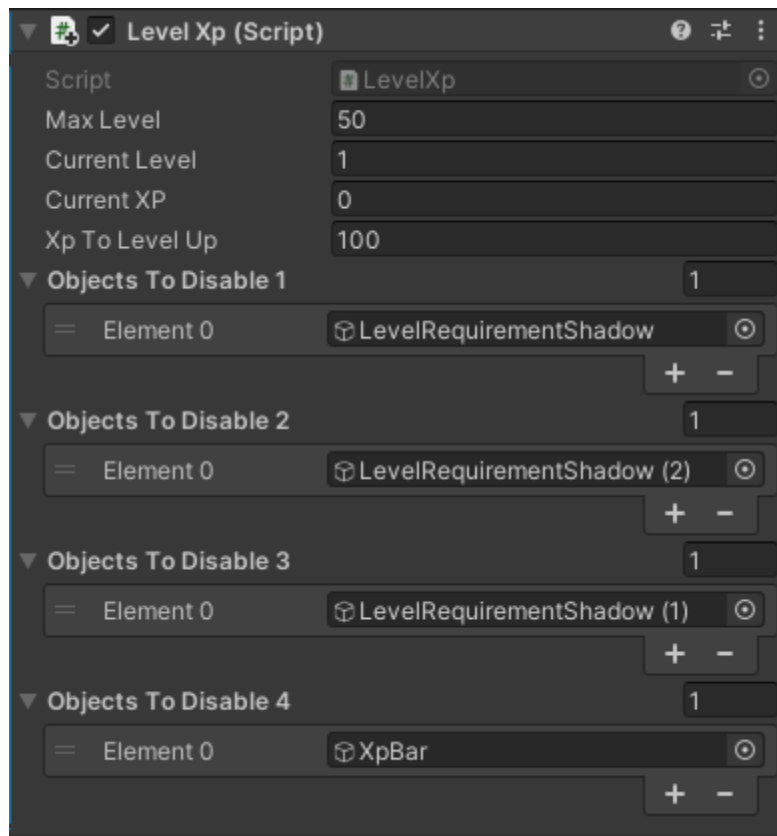 Level Xp (Script)
Script LevelXp
Max Level 50
Current Level 1
Current XP 0
Xp To Level Up 100
Objects To Disable 1 1
Element 0 LevelRequirementShadow
+ −
Objects To Disable 2 1
Element 0 LevelRequirementShadow (2)
+ −
Objects To Disable 3 1
Element 0 LevelRequirementShadow (1)
+ −
Objects To Disable 4 1
Element 0 XpBar
+ −